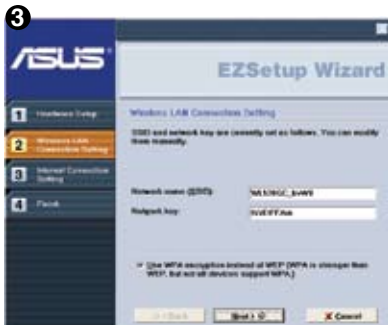 3
ASUS
EZSetup Wizard
1 Hardware Setup
Wireless LAN Connection Setting
2 Wireless LAN
Connection Setting
SSID and network key are currently set as follows. You can modify
them manually.
3 Internet Connection
Setting
Network name (SSID):
4 Finish
Network key:
Use WPA encryption instead of WEP (WPA is stronger than
WEP, but not all devices support WPA.)
< Back
Next >
Cancel